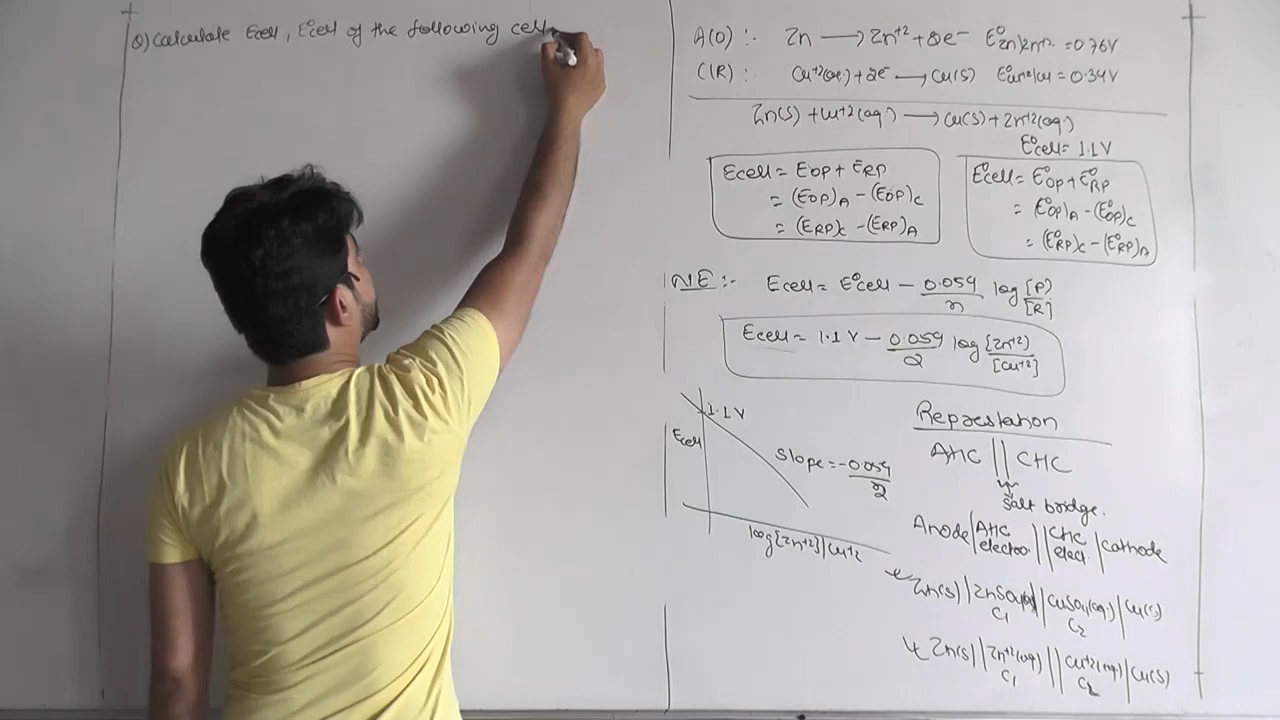 Q) Calculate Ecell, E°cell of the following cell
A(O) :- Zn → Zn+2 + 2e- E°Zn|Zn+2 = 0.76V
C(R) : Cu+2(aq.) + 2e- → Cu(s) E°Cu+2|Cu = 0.34V
Zn(s) + Cu+2(aq) → Cu(s) + Zn+2(aq)
E°cell = 1.1V
Ecell = EOP + ERP
= (EOP)A - (EOP)C
= (ERP)C - (ERP)A
E°cell = E°OP + E°RP
= (E°OP)A - (E°OP)C
= (E°RP)C - (E°RP)A
NE :- Ecell = E°cell - 0.059/n log [P]/[R]
Ecell = 1.1V - 0.059/2 log [Zn+2]/[Cu+2]
1.1V
Ecell
Slope = -0.059/2
log[Zn+2]|Cu+2
Represtation
AHC || CHC
salt bridge.
Anode | AHC electro. || CHC elect. | cathode
Zn(s) | ZnSO4(aq) C1 || CuSO4(aq.) C2 | Cu(s)
Zn(s) | Zn+2(aq) C1 || Cu+2(aq) C2 | Cu(s)